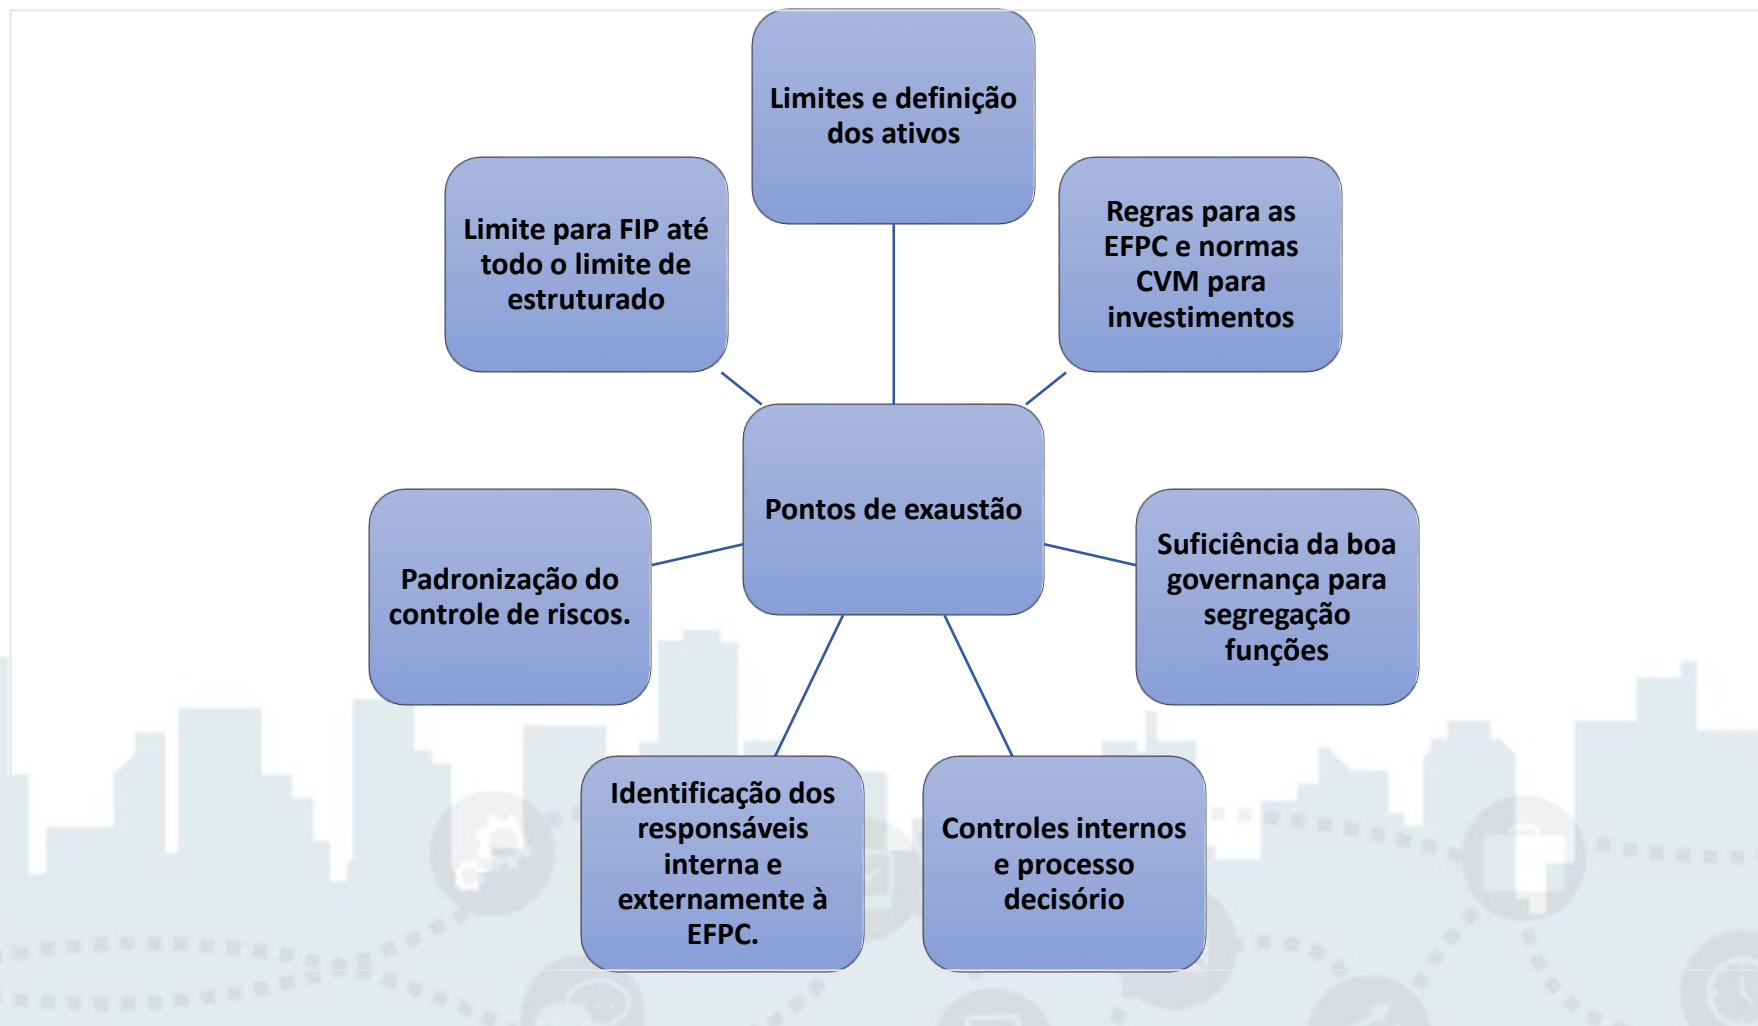 Limites e definição
dos ativos
Limite para FIP até
todo o limite de
estruturado
Regras para as
EFPC e normas
CVM para
investimentos
Pontos de exaustão
Padronização do
controle de riscos.
Suficiência da boa
governança para
segregação
funções
Identificação dos
responsáveis
interna e
externamente à
EFPC.
Controles internos
e processo
decisório